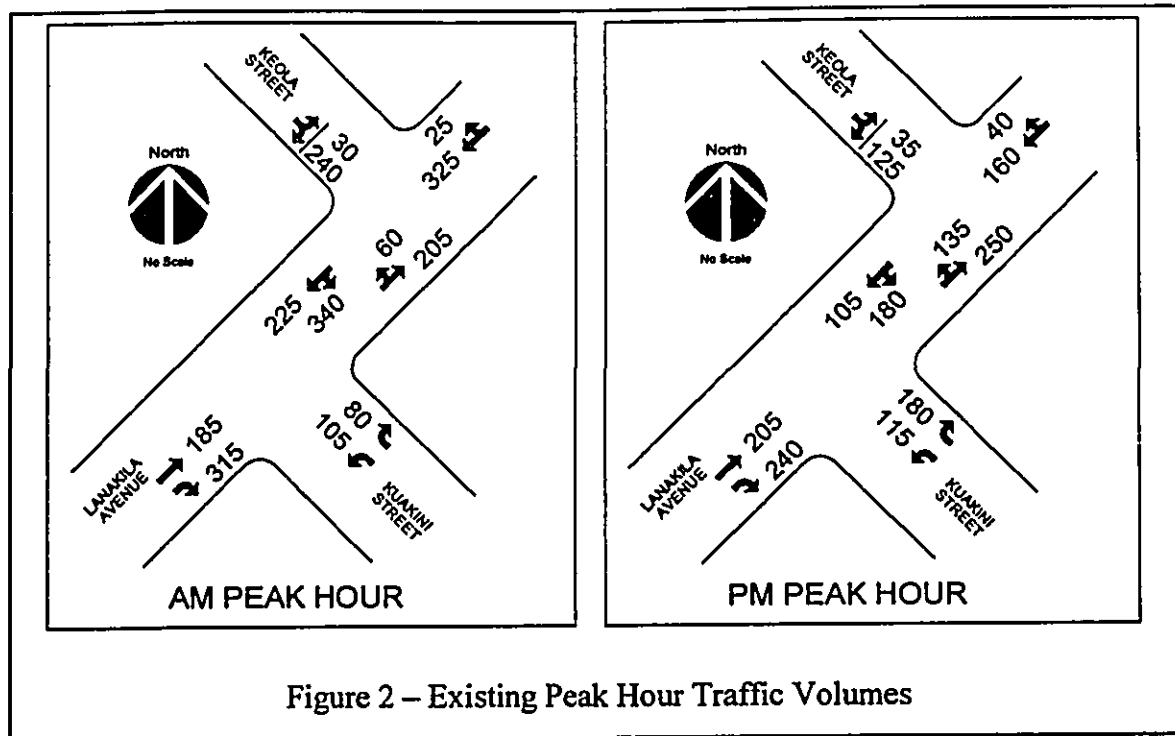 KEOLA
STREET
30
240
25
325
North
No Scale
60
205
225
340
80
105
185
315
LANAKILA
AVENUE
KUAKINI
STREET
AM PEAK HOUR
KEOLA
STREET
35
125
40
160
North
No Scale
135
250
105
180
180
115
205
240
LANAKILA
AVENUE
KUAKINI
STREET
PM PEAK HOUR
Figure 2 – Existing Peak Hour Traffic Volumes